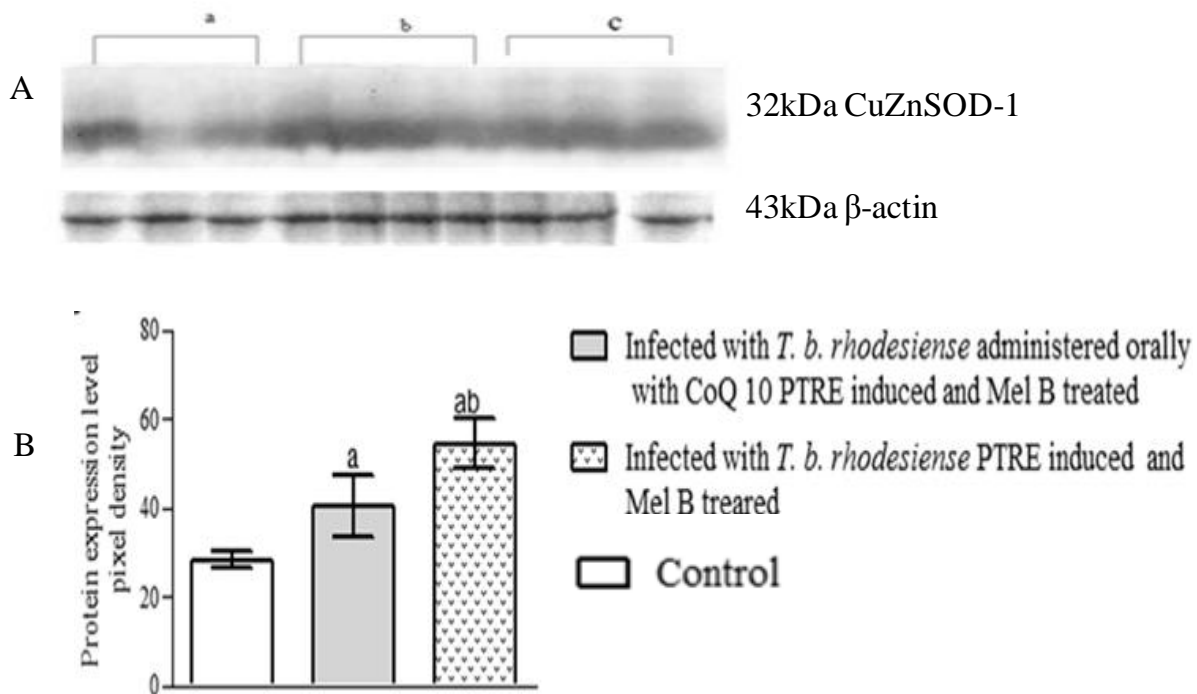 a b c
A
32kDa CuZnSOD-1
43kDa β-actin
B
Protein expression level
pixel density
80
60
40
20
0
a
ab
Infected with T. b. rhodesiense administered orally
with CoQ 10 PTRE induced and Mel B treated
Infected with T. b. rhodesiense PTRE induced and
Mel B treared
Control